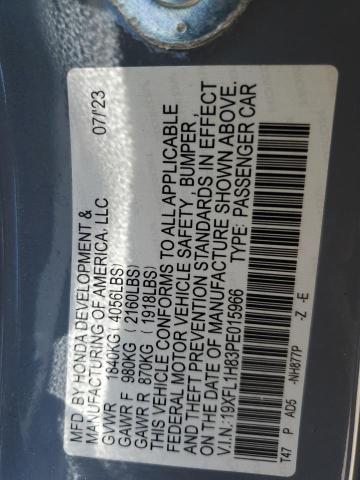 MFD. BY HONDA DEVELOPMENT &
MANUFACTURING OF AMERICA, LLC 07/'23
GVWR 1840KG ( 4056LBS)
GAWR F 980KG ( 2160LBS)
GAWR R 870KG ( 1918LBS)
THIS VEHICLE CONFORMS TO ALL APPLICABLE
FEDERAL MOTOR VEHICLE SAFETY, BUMPER,
AND THEFT PREVENTION STANDARDS IN EFFECT
ON THE DATE OF MANUFACTURE SHOWN ABOVE.
V.I.N.: 19XFL1H83PE015966 TYPE: PASSENGER CAR
T47 P AD5 -NH877P -Z -E